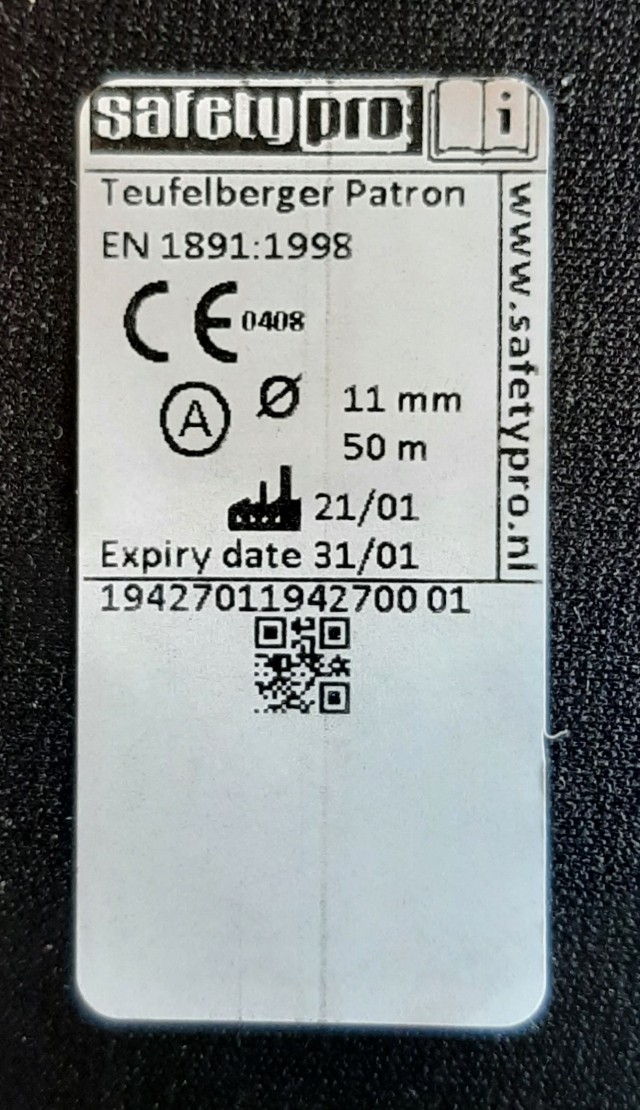 safetypro i
Teufelberger Patron
EN 1891:1998
CE 0408
A Ø 11 mm
50 m
21/01
Expiry date 31/01
19427011942700 01
www.safetypro.nl